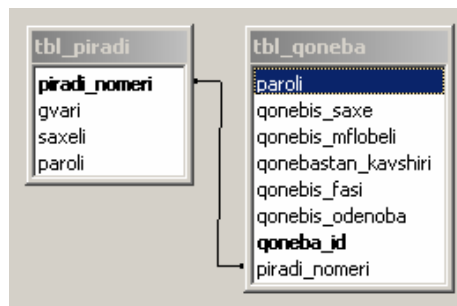 tbl_piradi
piradi_nomeri
gvari
saxeli
paroli
tbl_qoneba
paroli
qonebis_saxe
qonebis_mflobeli
qonebastan_kavshiri
qonebis_fasi
qonebis_odenoba
qoneba_id
piradi_nomeri